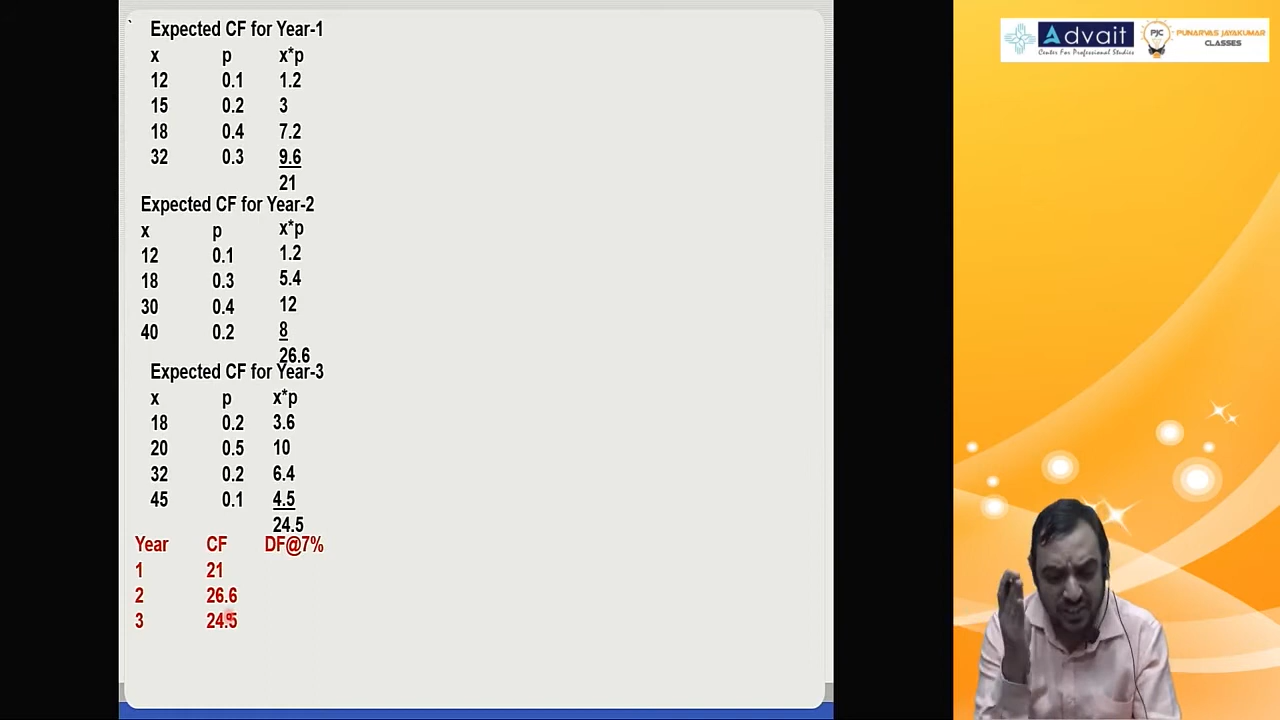 Expected CF for Year-1
x p x*p
12 0.1 1.2
15 0.2 3
18 0.4 7.2
32 0.3 9.6
21
Expected CF for Year-2
x p x*p
12 0.1 1.2
18 0.3 5.4
30 0.4 12
40 0.2 8
26.6
Expected CF for Year-3
x p x*p
18 0.2 3.6
20 0.5 10
32 0.2 6.4
45 0.1 4.5
24.5
Year CF DF@7%
1 21
2 26.6
3 24.5
Advait
Center For Professional Studies
PJC
PUNARVAS JAYAKUMAR
CLASSES